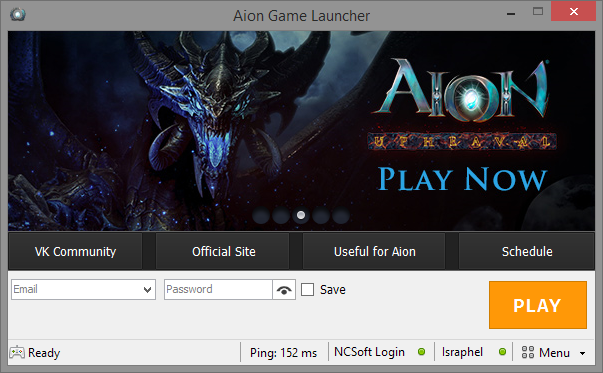 Aion Game Launcher
AION
UPHEAVAL
PLAY NOW
VK Community Official Site Useful for Aion Schedule
Email Password Save PLAY
Ready Ping: 152 ms NCSoft Login Israphel Menu